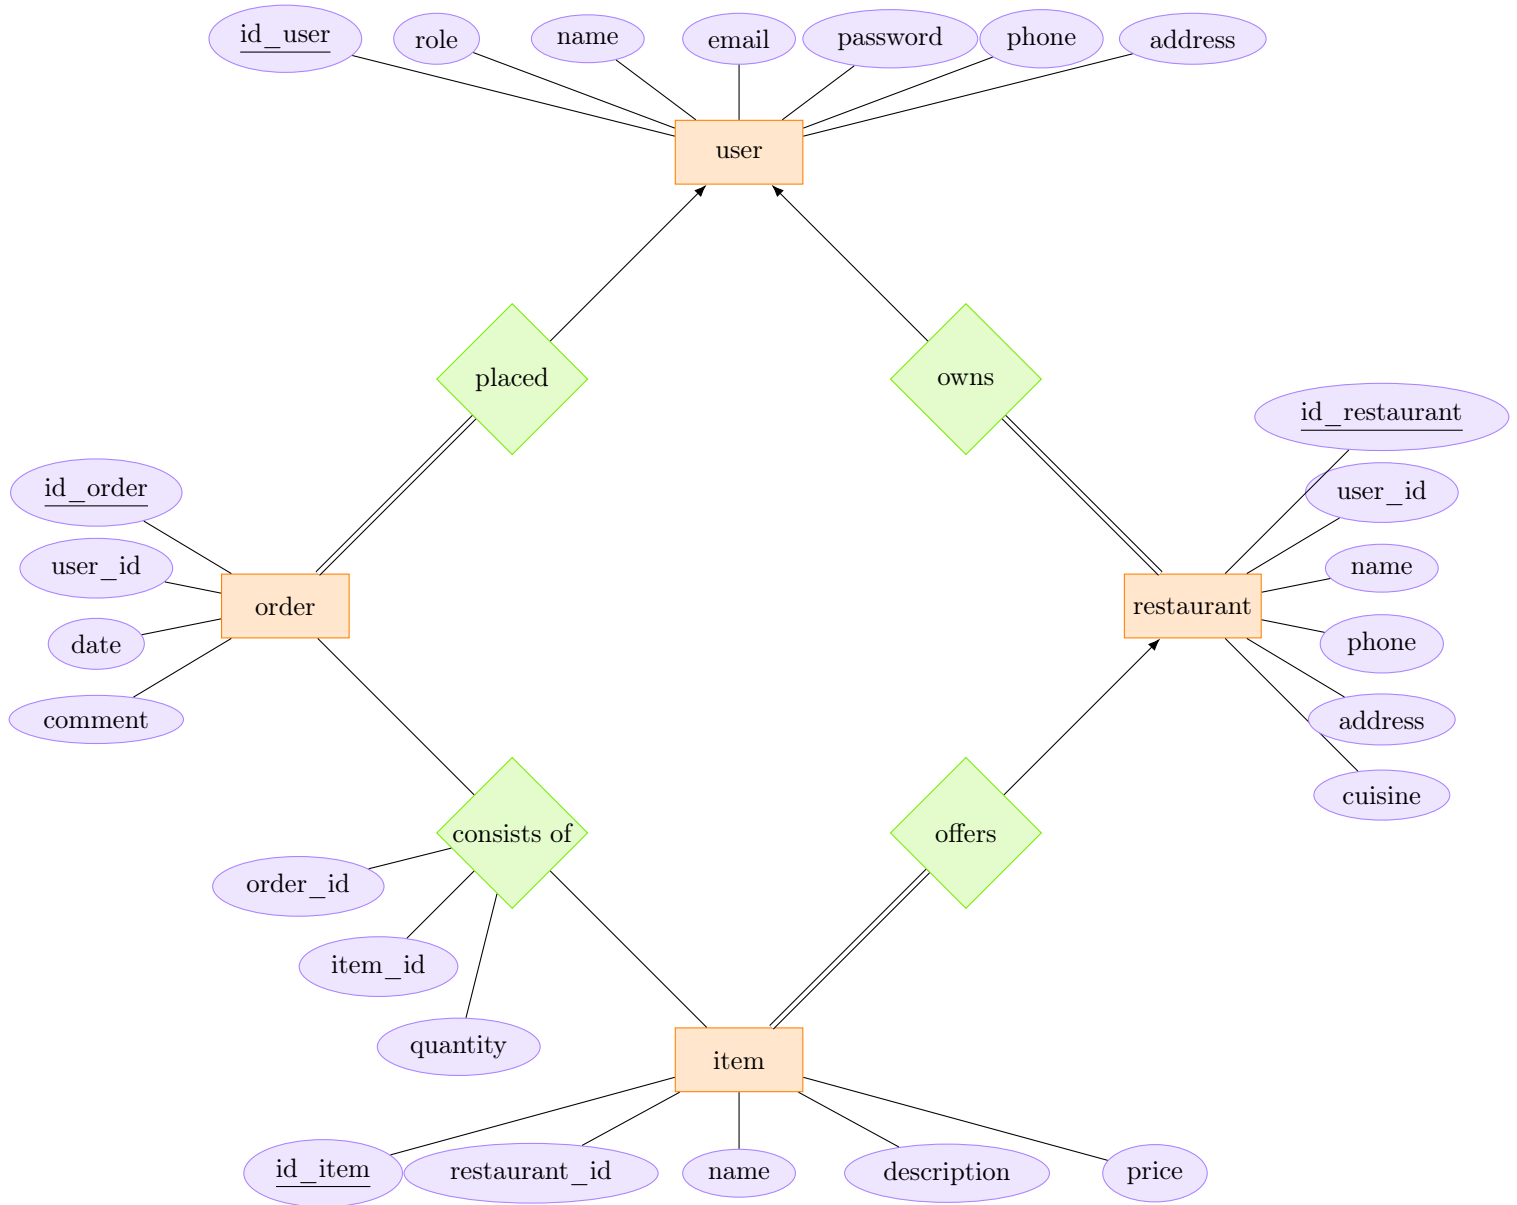 id_user
role
name
email
password
phone
address
user
placed
owns
id_restaurant
user_id
name
phone
address
cuisine
restaurant
id_order
user_id
date
comment
order
consists of
offers
order_id
item_id
quantity
item
id_item
restaurant_id
name
description
price